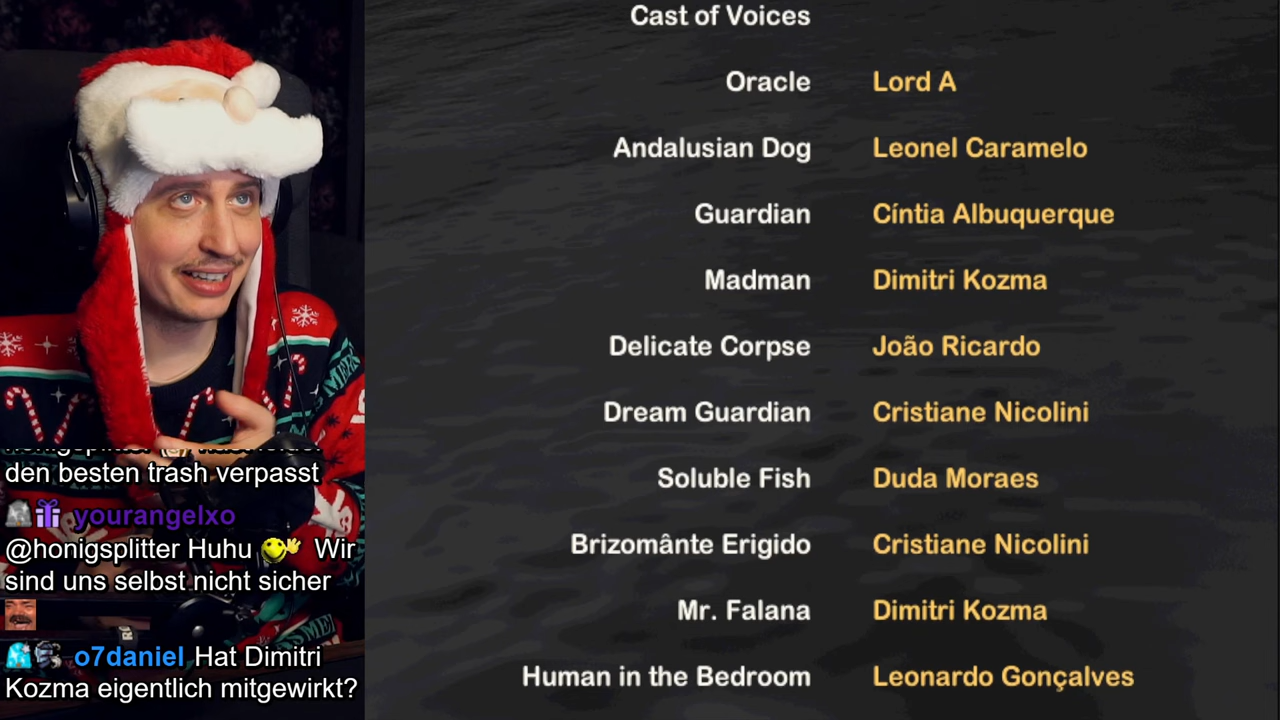 Cast of Voices
Oracle Lord A
Andalusian Dog Leonel Caramelo
Guardian Cíntia Albuquerque
Madman Dimitri Kozma
Delicate Corpse João Ricardo
Dream Guardian Cristiane Nicolini
Soluble Fish Duda Moraes
Brizomânte Erigido Cristiane Nicolini
Mr. Falana Dimitri Kozma
Human in the Bedroom Leonardo Gonçalves
den besten trash verpasst
yourangelxo
@honigsplitter Huhu Wir
sind uns selbst nicht sicher
o7daniel Hat Dimitri
Kozma eigentlich mitgewirkt?